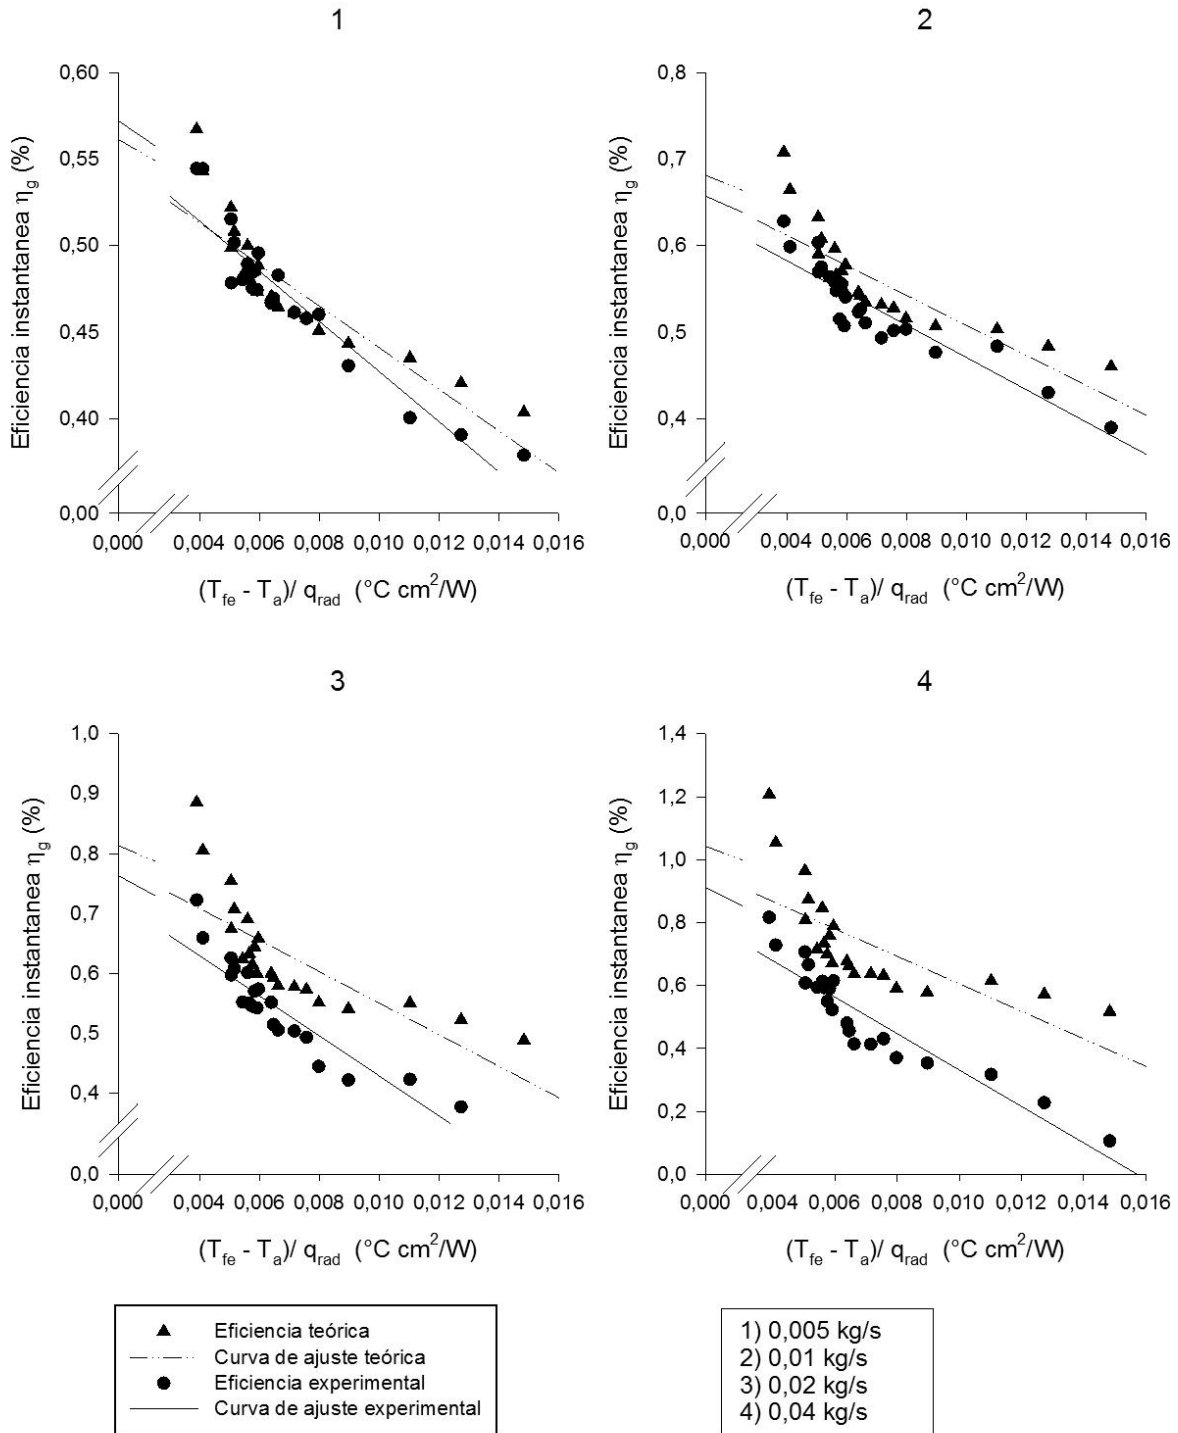 1
Eficiencia instantanea η_g (%)
0,60
0,55
0,50
0,45
0,40
0,00
0,000 0,004 0,006 0,008 0,010 0,012 0,014 0,016
(T_fe - T_a)/ q_rad (°C cm²/W)
2
Eficiencia instantanea η_g (%)
0,8
0,7
0,6
0,5
0,4
0,0
0,000 0,004 0,006 0,008 0,010 0,012 0,014 0,016
(T_fe - T_a)/ q_rad (°C cm²/W)
3
Eficiencia instantanea η_g (%)
1,0
0,9
0,8
0,7
0,6
0,5
0,4
0,0
0,000 0,004 0,006 0,008 0,010 0,012 0,014 0,016
(T_fe - T_a)/ q_rad (°C cm²/W)
4
Eficiencia instantanea η_g (%)
1,4
1,2
1,0
0,8
0,6
0,4
0,2
0,0
0,000 0,004 0,006 0,008 0,010 0,012 0,014 0,016
(T_fe - T_a)/ q_rad (°C cm²/W)
Eficiencia teórica
Curva de ajuste teórica
Eficiencia experimental
Curva de ajuste experimental
1) 0,005 kg/s
2) 0,01 kg/s
3) 0,02 kg/s
4) 0,04 kg/s